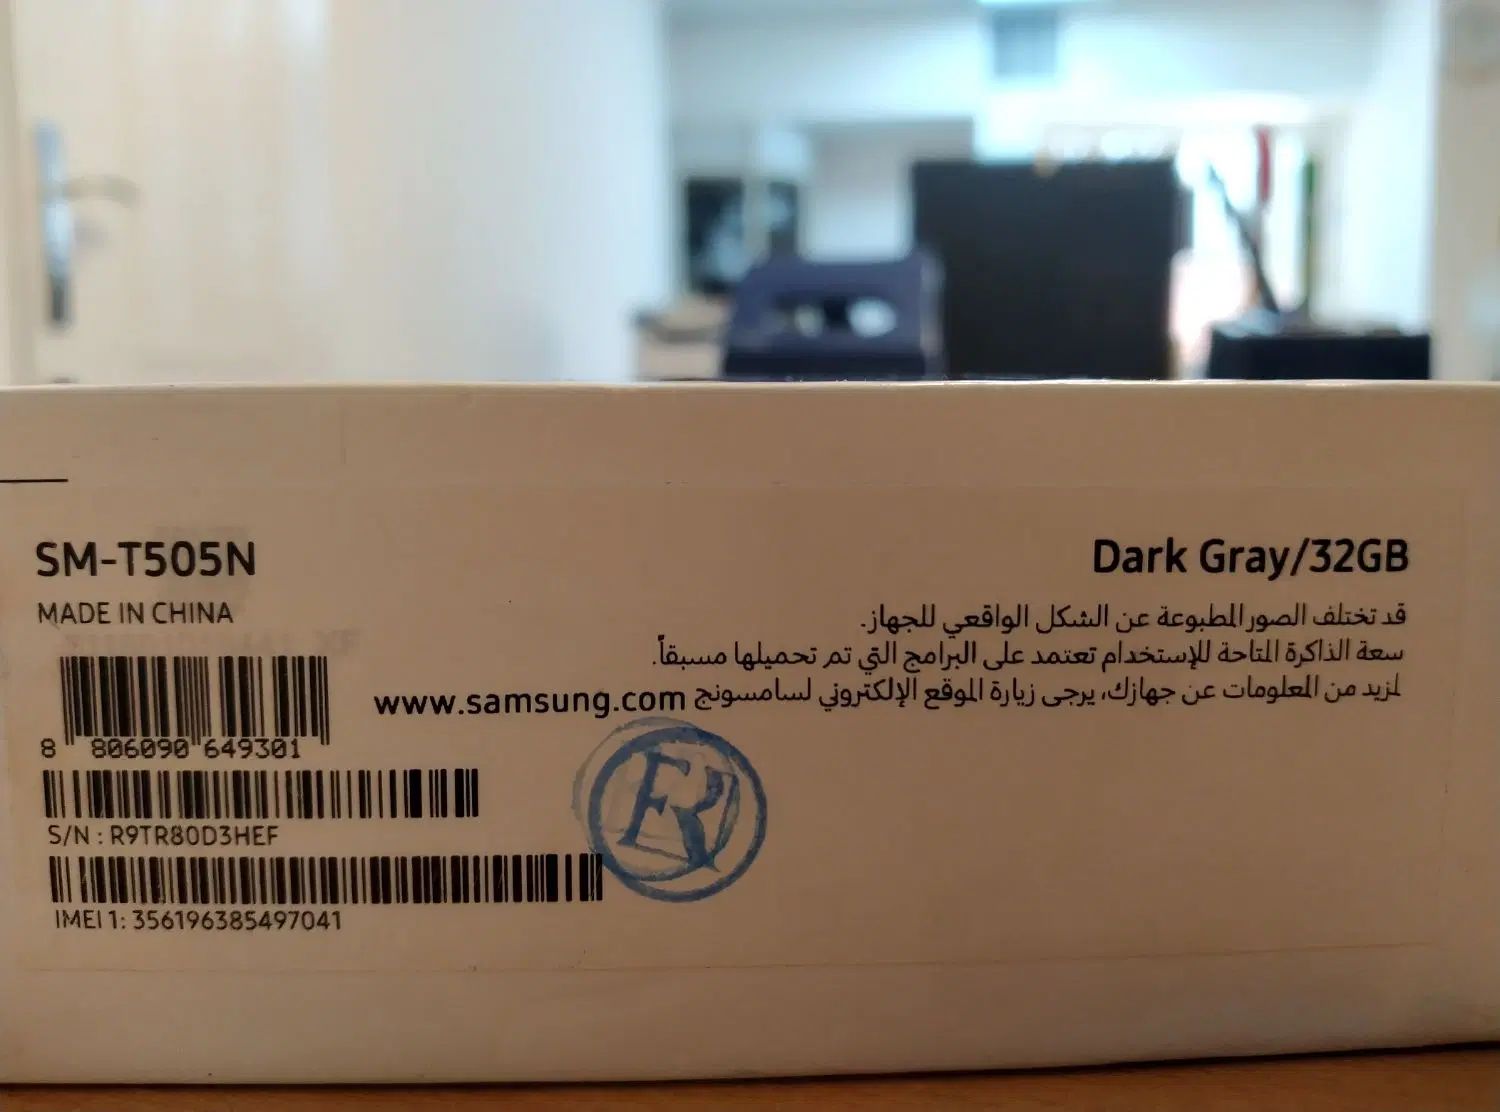 SM-T505N
Dark Gray/32GB
MADE IN CHINA
قد تختلف الصور المطبوعة عن الشكل الواقعي للجهاز.
سعة الذاكرة المتاحة للإستخدام تعتمد على البرامج التي تم تحميلها مسبقاً.
لمزيد من المعلومات عن جهازك، يرجى زيارة الموقع الإلكتروني لسامسونج www.samsung.com
8 806090 649301
S/N : R9TR80D3HEF
IMEI 1: 356196385497041